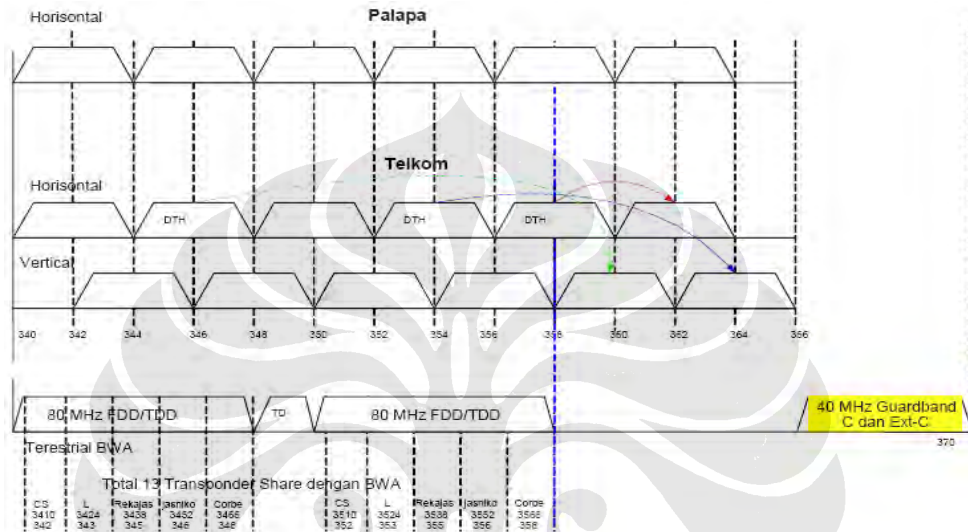 Horisontal
Palapa
Telkom
Horisontal
DTH
DTH
DTH
Vertical
340 342 344 346 348 350 352 354 356 358 360 362 364 366
80 MHz FDD/TDD
TD
80 MHz FDD/TDD
40 MHz Guardband
C dan Ext-C
370
Terestrial BWA
Total 13 Transponder Share dengan BWA
CS L Rekajas Jasniko Corbe CS L Rekajas Jasniko Corbe
3410 3424 3438 3452 3466 3510 3524 3538 3552 3566
342 343 345 346 348 352 353 355 356 358